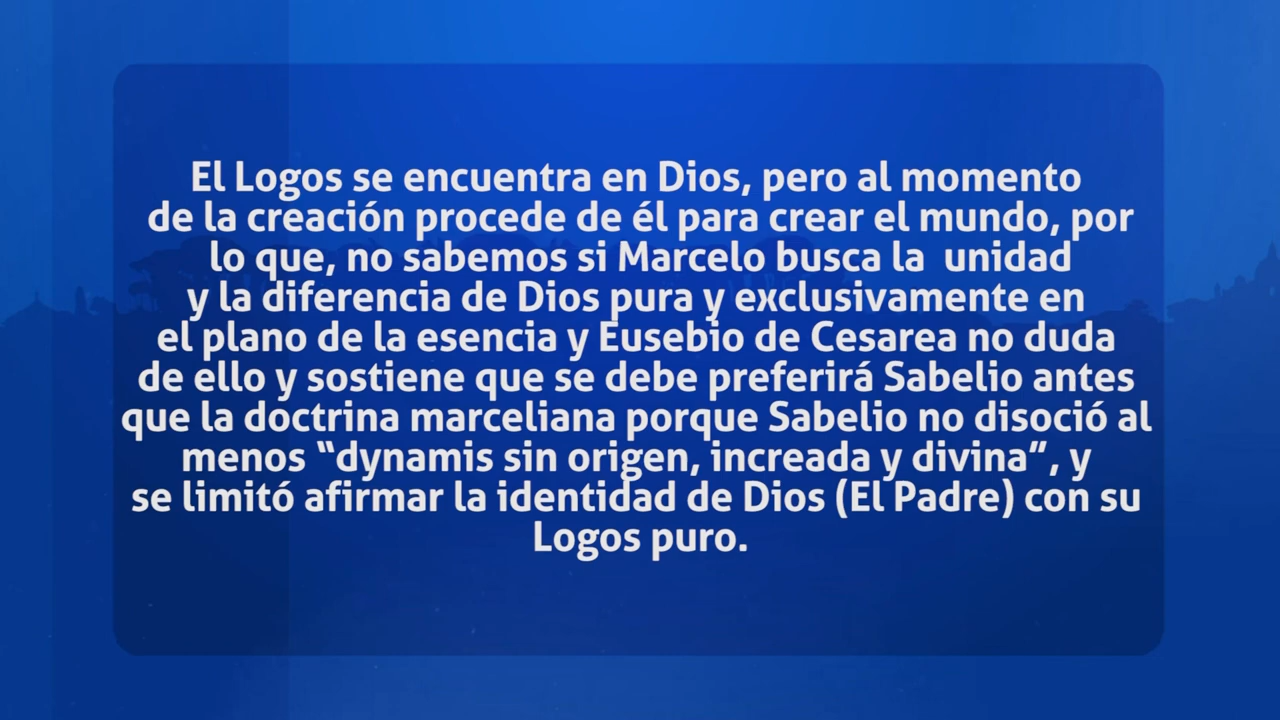 El Logos se encuentra en Dios, pero al momento
de la creación procede de él para crear el mundo, por
lo que, no sabemos si Marcelo busca la  unidad
y la diferencia de Dios pura y exclusivamente en
el plano de la esencia y Eusebio de Cesarea no duda
de ello y sostiene que se debe preferirá Sabelio antes
que la doctrina marceliana porque Sabelio no disoció al
menos “dynamis sin origen, increada y divina”, y
se limitó afirmar la identidad de Dios (El Padre) con su
Logos puro.